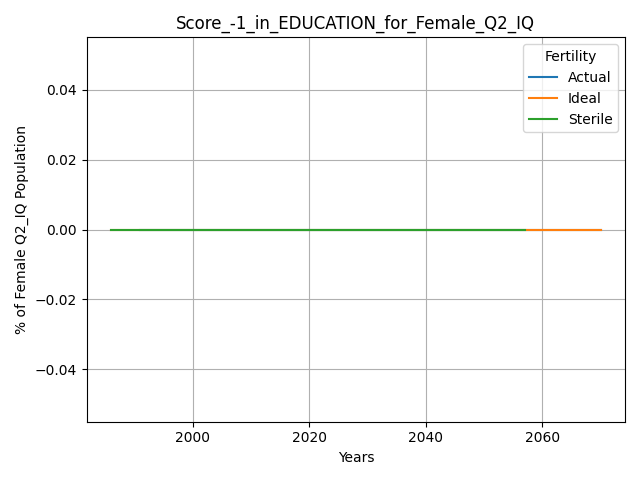 Score_-1_in_EDUCATION_for_Female_Q2_IQ
Fertility
Actual
Ideal
Sterile
% of Female Q2_IQ Population
0.04
0.02
0.00
−0.02
−0.04
2000 2020 2040 2060
Years